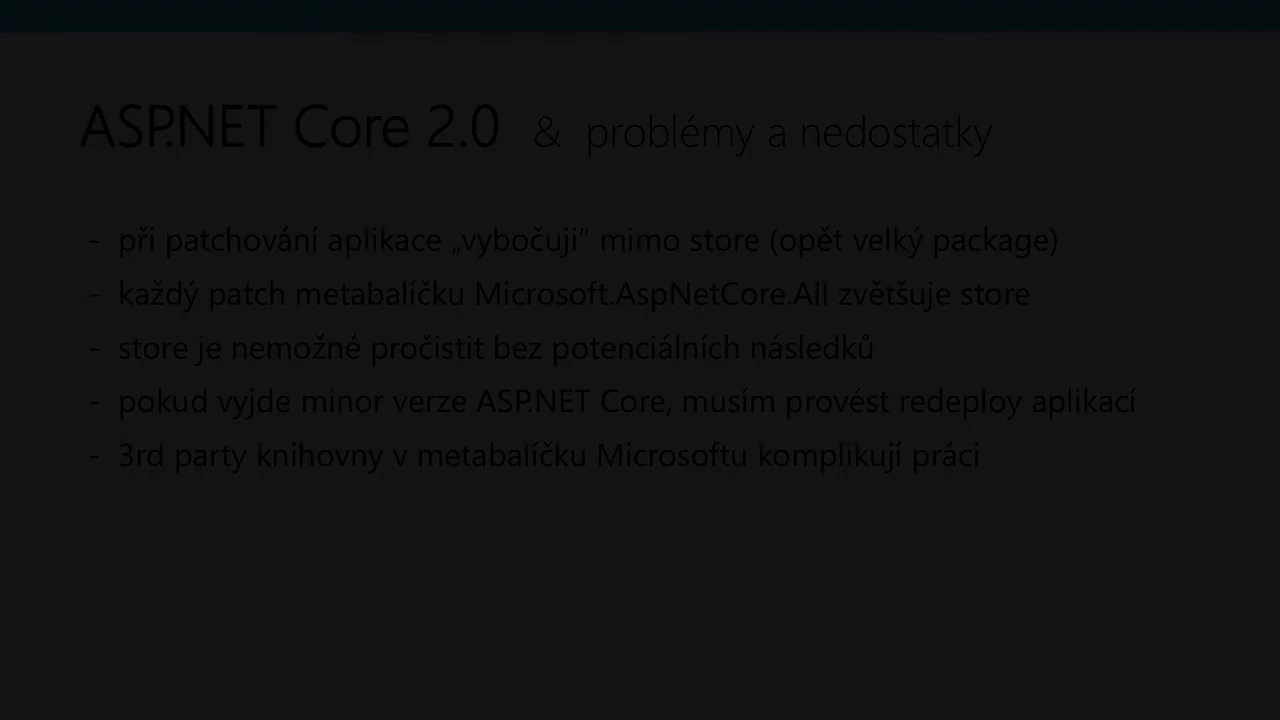 ASP.NET Core 2.0 & problémy a nedostatky
- při patchování aplikace „vybočuji” mimo store (opět velký package)
- každý patch metabalíčku Microsoft.AspNetCore.All zvětšuje store
- store je nemožné pročistit bez potenciálních následků
- pokud vyjde minor verze ASP.NET Core, musím provést redeploy aplikací
- 3rd party knihovny v metabalíčku Microsoftu komplikují práci